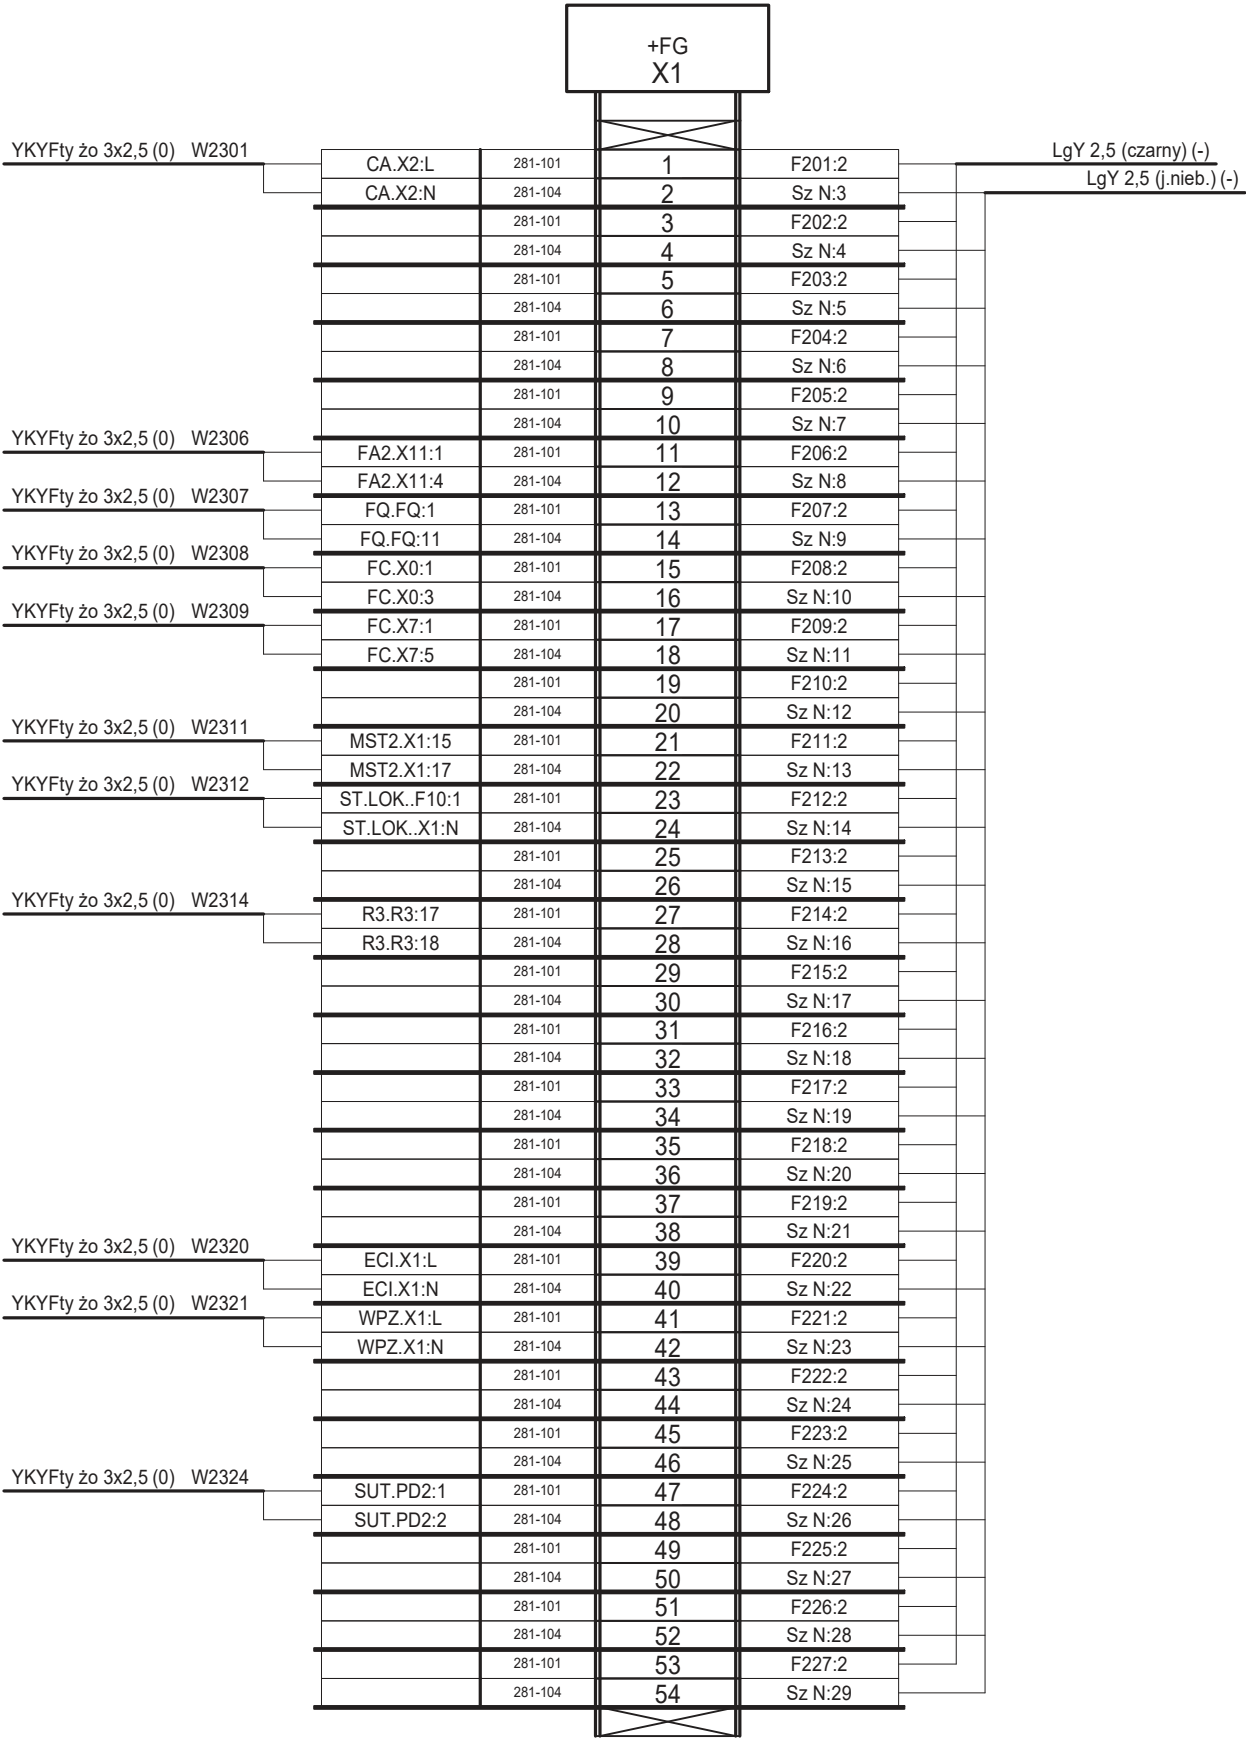 +FG
X1
YKYFty żo 3x2,5 (0) W2301
LgY 2,5 (czarny) (-)
CA.X2:L 281-101 1 F201:2
LgY 2,5 (j.nieb.) (-)
CA.X2:N 281-104 2 Sz N:3
281-101 3 F202:2
281-104 4 Sz N:4
281-101 5 F203:2
281-104 6 Sz N:5
281-101 7 F204:2
281-104 8 Sz N:6
281-101 9 F205:2
281-104 10 Sz N:7
YKYFty żo 3x2,5 (0) W2306
FA2.X11:1 281-101 11 F206:2
FA2.X11:4 281-104 12 Sz N:8
YKYFty żo 3x2,5 (0) W2307
FQ.FQ:1 281-101 13 F207:2
FQ.FQ:11 281-104 14 Sz N:9
YKYFty żo 3x2,5 (0) W2308
FC.X0:1 281-101 15 F208:2
FC.X0:3 281-104 16 Sz N:10
YKYFty żo 3x2,5 (0) W2309
FC.X7:1 281-101 17 F209:2
FC.X7:5 281-104 18 Sz N:11
281-101 19 F210:2
281-104 20 Sz N:12
YKYFty żo 3x2,5 (0) W2311
MST2.X1:15 281-101 21 F211:2
MST2.X1:17 281-104 22 Sz N:13
YKYFty żo 3x2,5 (0) W2312
ST.LOK..F10:1 281-101 23 F212:2
ST.LOK..X1:N 281-104 24 Sz N:14
281-101 25 F213:2
281-104 26 Sz N:15
YKYFty żo 3x2,5 (0) W2314
R3.R3:17 281-101 27 F214:2
R3.R3:18 281-104 28 Sz N:16
281-101 29 F215:2
281-104 30 Sz N:17
281-101 31 F216:2
281-104 32 Sz N:18
281-101 33 F217:2
281-104 34 Sz N:19
281-101 35 F218:2
281-104 36 Sz N:20
281-101 37 F219:2
281-104 38 Sz N:21
YKYFty żo 3x2,5 (0) W2320
ECI.X1:L 281-101 39 F220:2
ECI.X1:N 281-104 40 Sz N:22
YKYFty żo 3x2,5 (0) W2321
WPZ.X1:L 281-101 41 F221:2
WPZ.X1:N 281-104 42 Sz N:23
281-101 43 F222:2
281-104 44 Sz N:24
281-101 45 F223:2
281-104 46 Sz N:25
YKYFty żo 3x2,5 (0) W2324
SUT.PD2:1 281-101 47 F224:2
SUT.PD2:2 281-104 48 Sz N:26
281-101 49 F225:2
281-104 50 Sz N:27
281-101 51 F226:2
281-104 52 Sz N:28
281-101 53 F227:2
281-104 54 Sz N:29